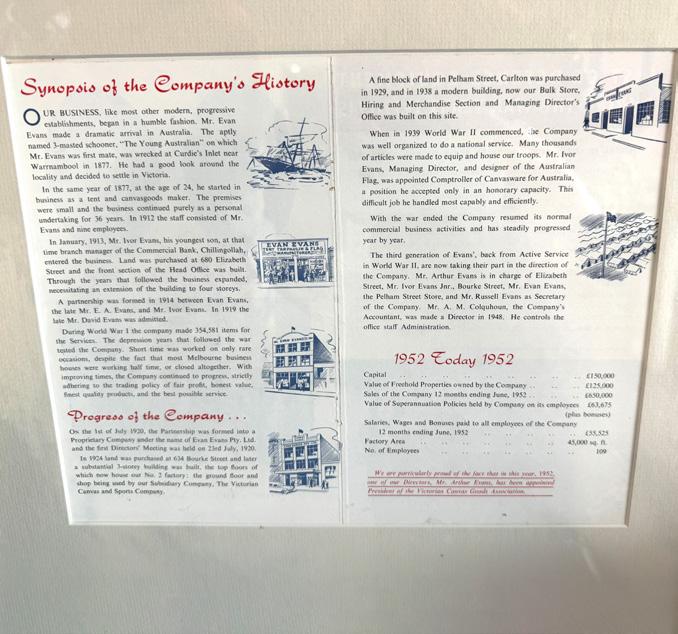 Synopsis of the Company's History
OUR BUSINESS, like most other modern, progressive
establishments, began in a humble fashion. Mr. Evan
Evans made a dramatic arrival in Australia. The aptly
named 3-masted schooner, "The Young Australian" on which
Mr. Evans was first mate, was wrecked at Curdie's Inlet near
Warrnambool in 1877. He had a good look around the
locality and decided to settle in Victoria.
In the same year of 1877, at the age of 24, he started in
business as a tent and canvasgoods maker. The premises
were small and the business continued purely as a personal
undertaking for 36 years. In 1912 the staff consisted of Mr.
Evans and nine employees.
In January, 1913, Mr. Ivor Evans, his youngest son, at that
time branch manager of the Commercial Bank, Chillingollah,
entered the business. Land was purchased at 680 Elizabeth
Street and the front section of the Head Office was built.
Through the years that followed the business expanded,
necessitating an extension of the building to four storeys.
A partnership was formed in 1914 between Evan Evans,
the late Mr. E. A. Evans, and Mr. Ivor Evans. In 1919 the
late Mr. David Evans was admitted.
During World War I the company made 354,581 items for
the Services. The depression years that followed the war
tested the Company. Short time was worked on only rare
occasions, despite the fact that most Melbourne business
houses were working half time, or closed altogether. With
improving times, the Company continued to progress, strictly
adhering to the trading policy of fair profit, honest value,
finest quality products, and the best possible service.
EVAN EVANS
TENT TARPAULIN & FLAG
MANUFACTURERS
Progress of the Company . . .
On the 1st of July 1920, the Partnership was formed into a
Proprietary Company under the name of Evan Evans Pty. Ltd.
and the first Directors' Meeting was held on 23rd July, 1920.
In 1924 land was purchased at 634 Bourke Street and later
a substantial 3-storey building was built, the top floors of
which now house our No. 2 factory; the ground floor and
shop being used by our Subsidiary Company, The Victorian
Canvas and Sports Company.
A fine block of land in Pelham Street, Carlton was purchased
in 1929, and in 1938 a modern building, now our Bulk Store,
Hiring and Merchandise Section and Managing Director's
Office was built on this site.
EVAN EVANS
When in 1939 World War II commenced, the Company
was well organized to do a national service. Many thousands
of articles were made to equip and house our troops. Mr. Ivor
Evans, Managing Director, and designer of the Australian
Flag, was appointed Comptroller of Canvasware for Australia,
a position he accepted only in an honorary capacity. This
difficult job he handled most capably and efficiently.
With the war ended the Company resumed its normal
commercial business activities and has steadily progressed
year by year.
The third generation of Evans', back from Active Service
in World War II, are now taking their part in the direction of
the Company. Mr. Arthur Evans is in charge of Elizabeth
Street, Mr. Ivor Evans Jnr., Bourke Street, Mr. Evan Evans,
the Pelham Street Store, and Mr. Russell Evans as Secretary
of the Company. Mr. A. M. Colquhoun, the Company's
Accountant, was made a Director in 1948. He controls the
office staff Administration.
1952 Today 1952
Capital .. .. .. .. .. .. .. .. £150,000
Value of Freehold Properties owned by the Company .. .. .. £125,000
Sales of the Company 12 months ending June, 1952 .. .. .. £650,000
Value of Superannuation Policies held by Company on its employees £63,675
(plus bonuses)
Salaries, Wages and Bonuses paid to all employees of the Company
12 months ending June, 1952 .. .. .. .. .. £55,525
Factory Area .. .. .. .. .. .. .. 45,000 sq. ft.
No. of Employees .. .. .. .. .. .. .. 109
We are particularly proud of the fact that in this year, 1952,
one of our Directors, Mr. Arthur Evans, has been appointed
President of the Victorian Canvas Goods Association.